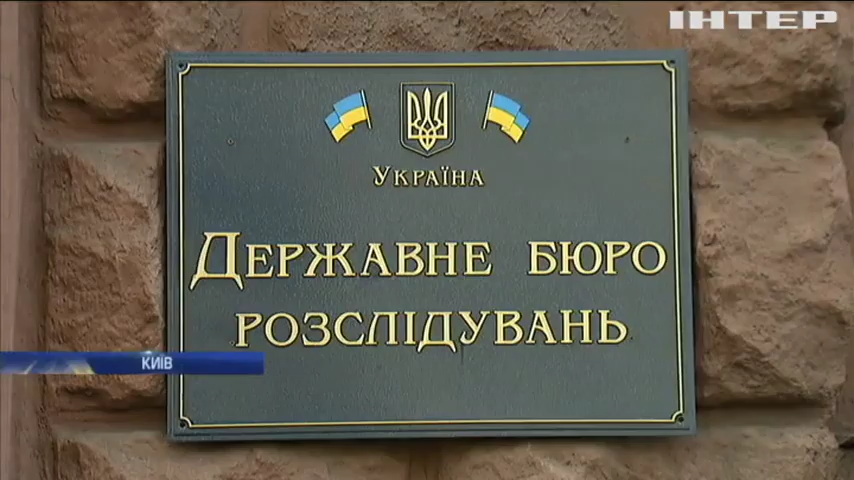 ІНТЕР
УКРАЇНА
ДЕРЖАВНЕ БЮРО
РОЗСЛІДУВАНЬ
КИЇВ